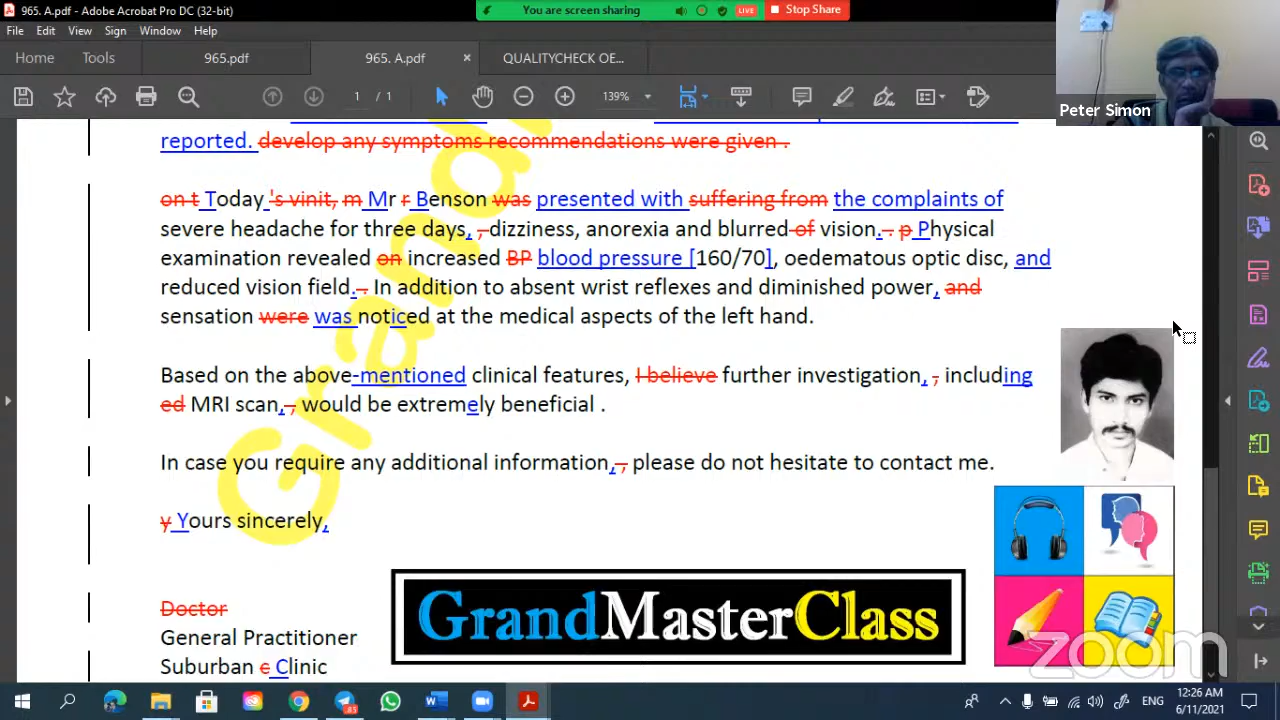 965. A.pdf - Adobe Acrobat Pro DC (32-bit)
You are screen sharing
LIVE
Stop Share
File Edit View Sign Window Help
Home Tools 965.pdf 965. A.pdf × QUALITYCHECK OE...
1 / 1 139%
Peter Simon
reported. develop any symptoms recommendations were given .
on t Today 's vinit, m Mr r Benson was presented with suffering from the complaints of
severe headache for three days, , dizziness, anorexia and blurred of vision. . p Physical
examination revealed on increased BP blood pressure [160/70], oedematous optic disc, and
reduced vision field. . In addition to absent wrist reflexes and diminished power, and
sensation were was noticed at the medical aspects of the left hand.
Based on the above-mentioned clinical features, I believe further investigation, , including
ed MRI scan, , would be extremely beneficial .
In case you require any additional information, , please do not hesitate to contact me.
y Yours sincerely,
Doctor
General Practitioner
Suburban c Clinic
Grand
GrandMasterClass
zoom
85
ENG
12:26 AM
6/11/2021